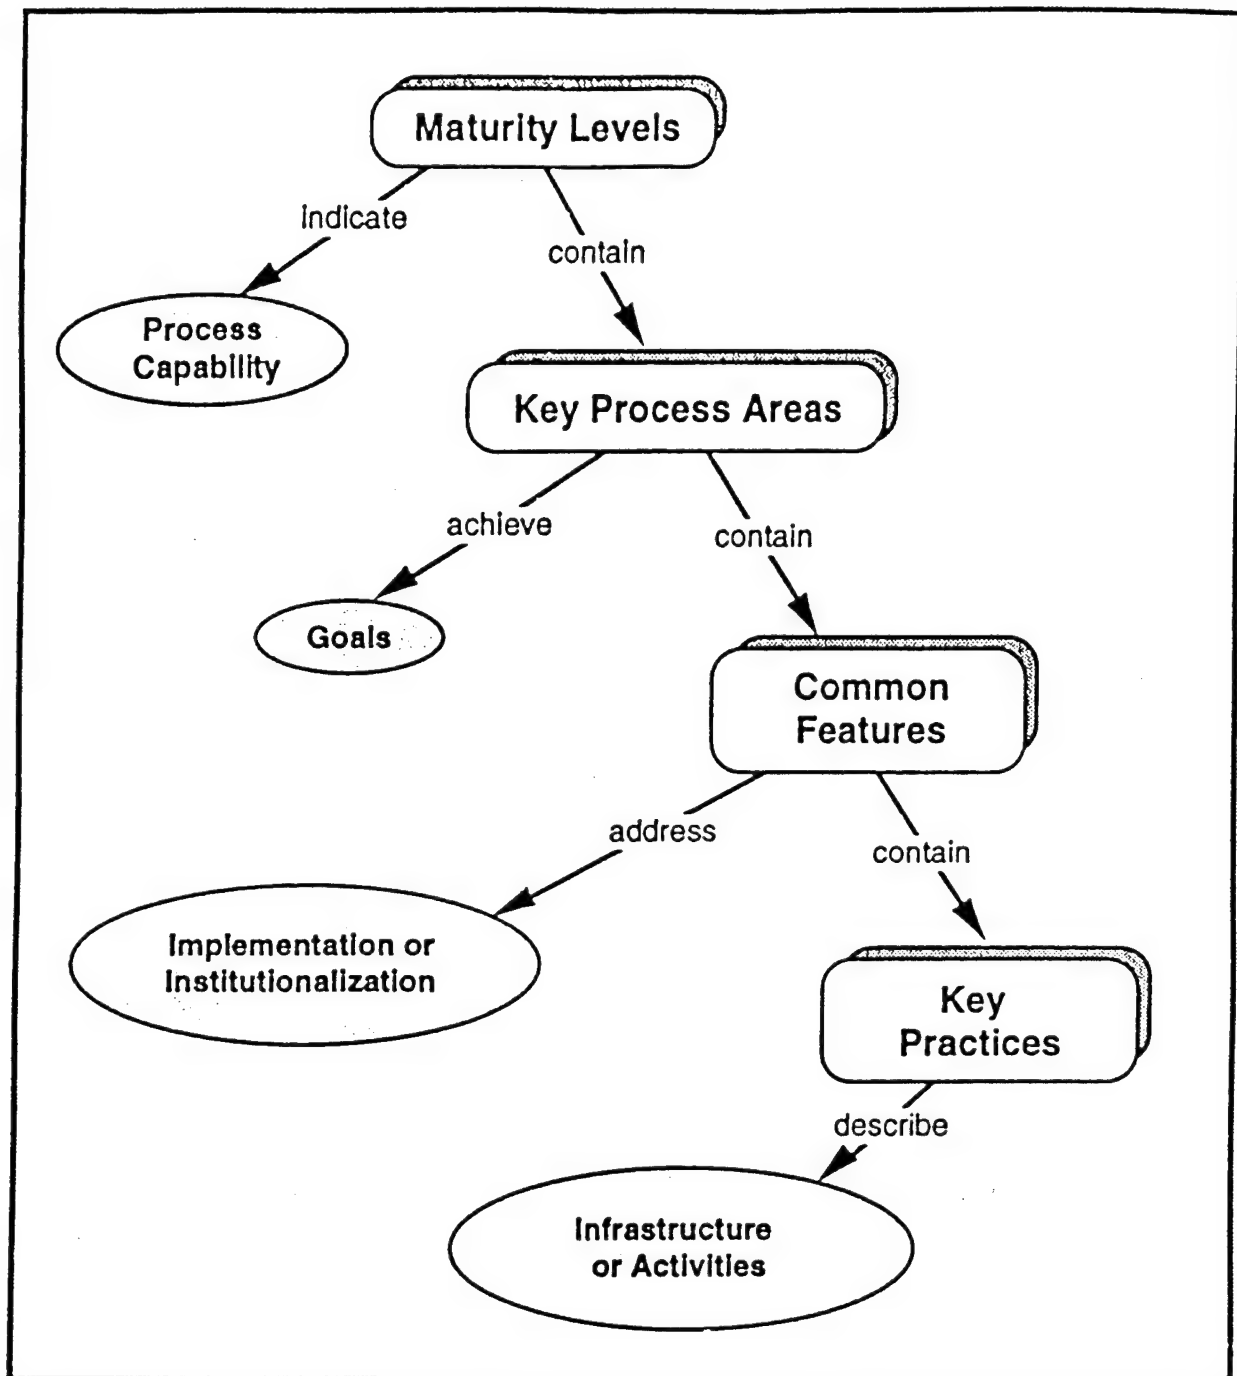 Maturity Levels
indicate
contain
Process
Capability
Key Process Areas
achieve
contain
Goals
Common
Features
address
contain
Implementation or
Institutionalization
Key
Practices
describe
Infrastructure
or Activities